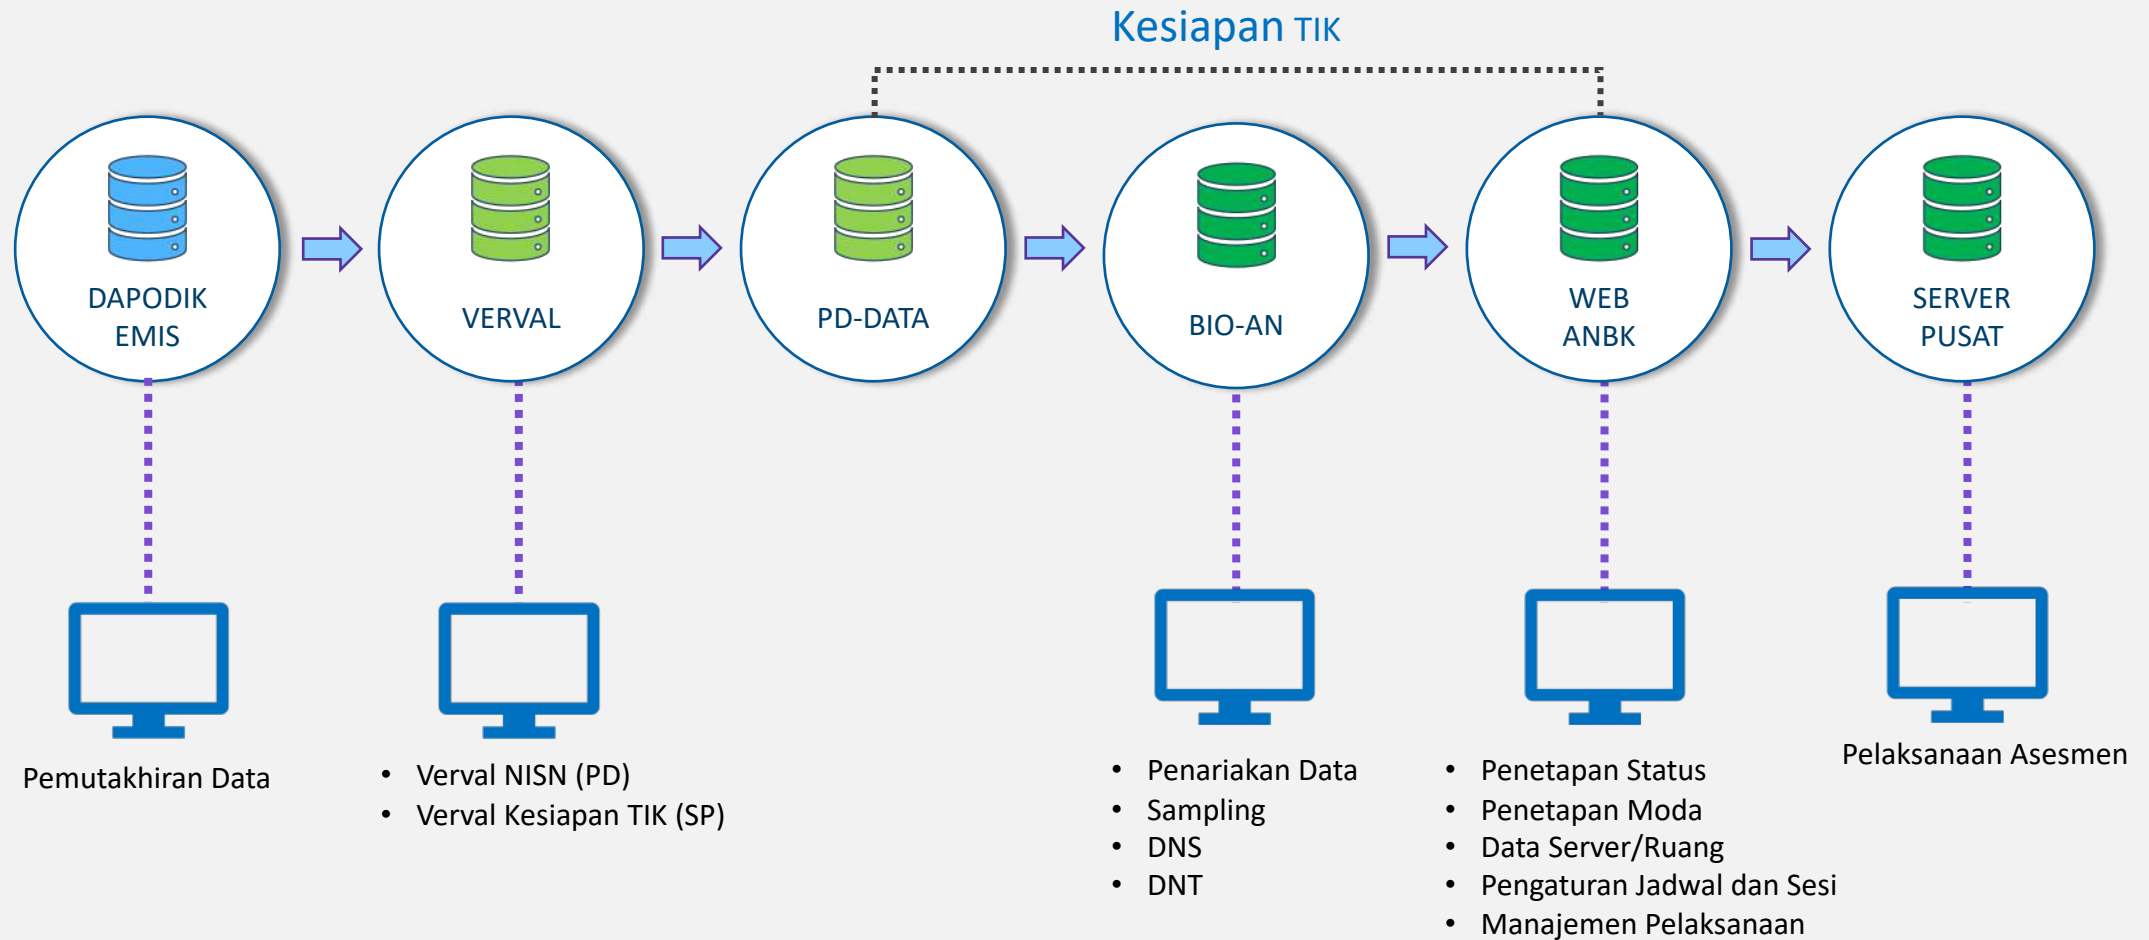 Kesiapan TIK
DAPODIK
EMIS
VERVAL
PD-DATA
BIO-AN
WEB
ANBK
SERVER
PUSAT
Pemutakhiran Data
• Verval NISN (PD)
• Verval Kesiapan TIK (SP)
• Penariakan Data
• Sampling
• DNS
• DNT
• Penetapan Status
• Penetapan Moda
• Data Server/Ruang
• Pengaturan Jadwal dan Sesi
• Manajemen Pelaksanaan
Pelaksanaan Asesmen